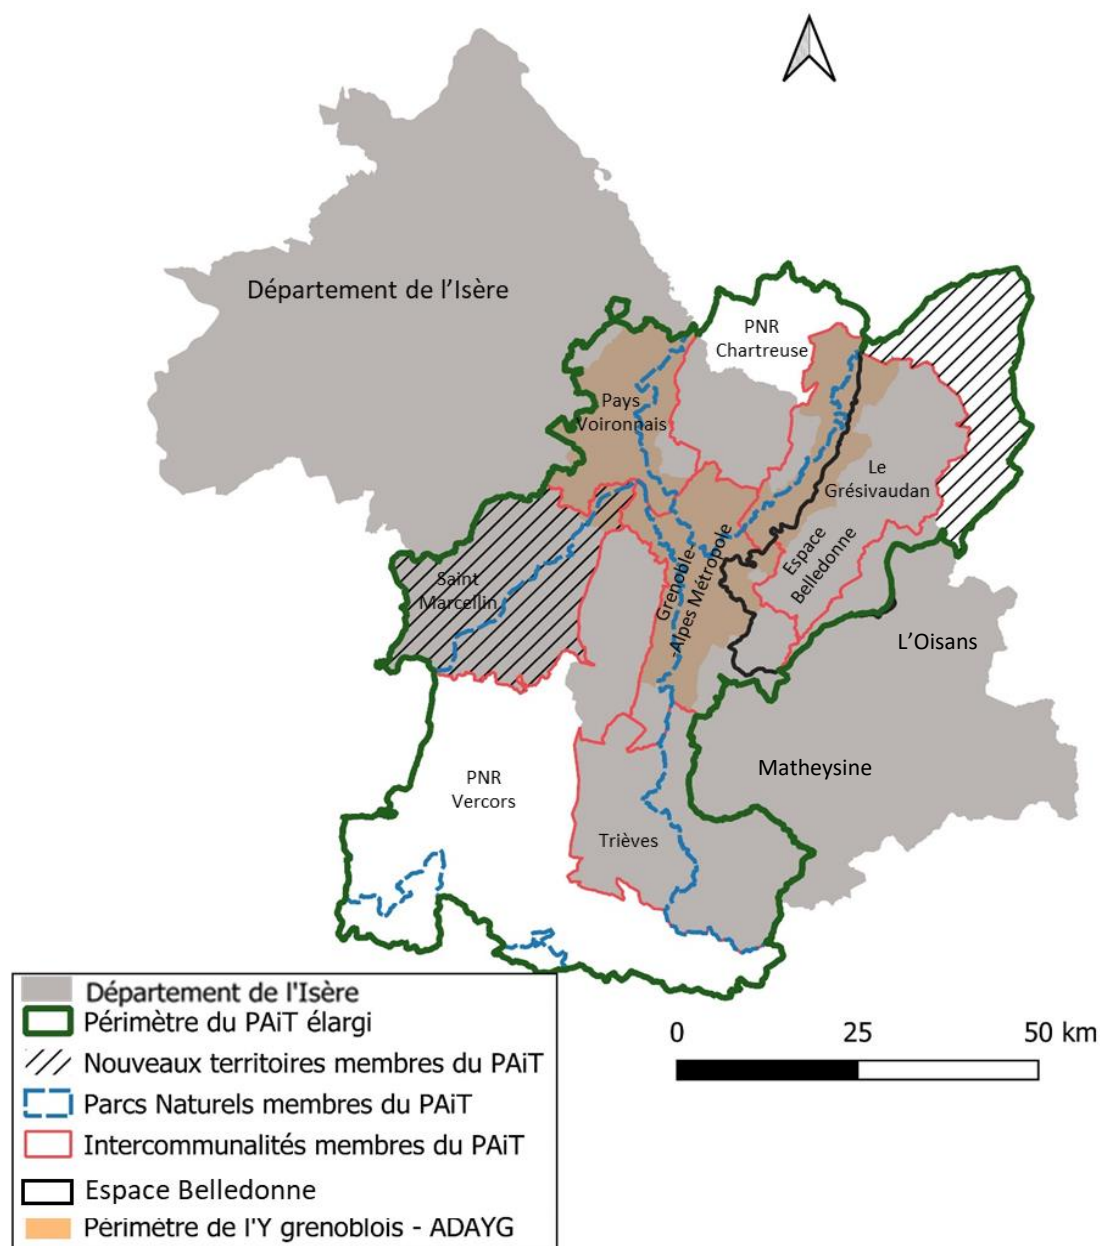 Département de l'Isère
PNR
Chartreuse
Pays
Voironnais
Le
Grésivaudan
Espace
Belledonne
Grenoble-
-Alpes Métropole
Saint
Marcellin
L'Oisans
Matheysine
PNR
Vercors
Trièves
Département de l'Isère
Périmètre du PAiT élargi
Nouveaux territoires membres du PAiT
Parcs Naturels membres du PAiT
Intercommunalités membres du PAiT
Espace Belledonne
Périmètre de l'Y grenoblois - ADAYG
0 25 50 km